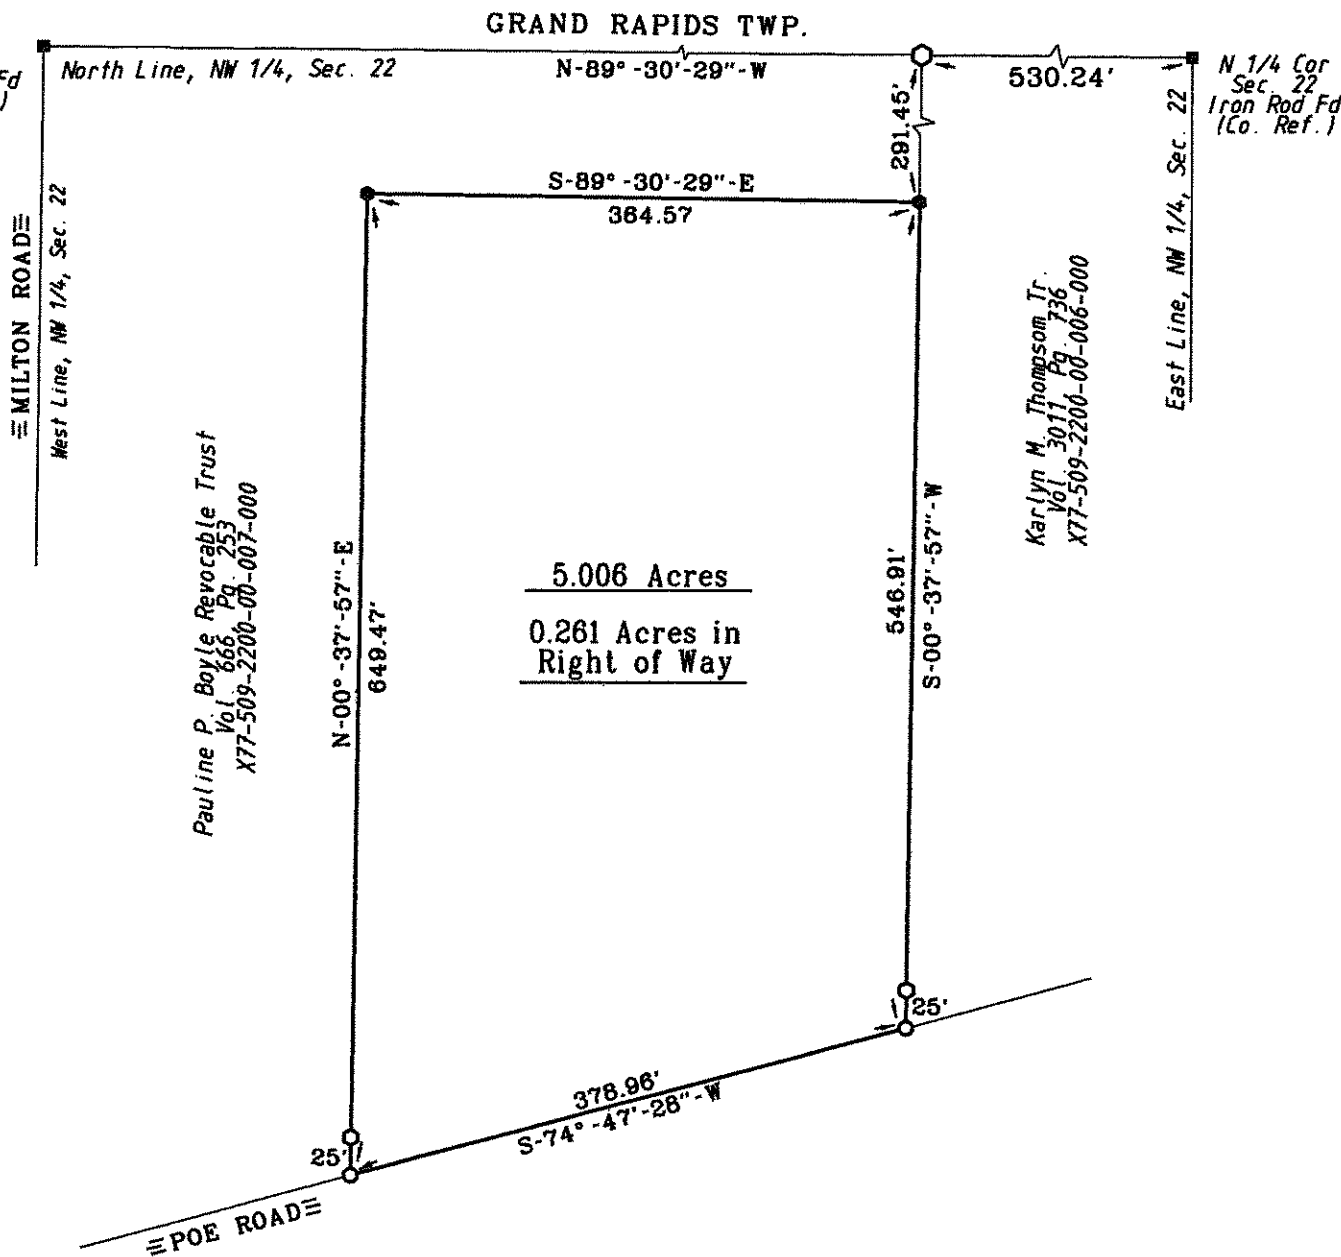 GRAND RAPIDS TWP.
Fd
)
North Line, NW 1/4, Sec. 22
N-89°-30'-29"-W
530.24'
N 1/4 Cor
Sec. 22
Iron Rod Fd
(Co. Ref.)
291.45'
S-89°-30'-29"-E
364.57
≡MILTON ROAD≡
West Line, NW 1/4, Sec. 22
East Line, NW 1/4, Sec. 22
Karlyn M. Thompsom Tr.
Vol. 3011, Pg. 736
X77-509-2200-00-006-000
Pauline P. Boyle Revocable Trust
Vol. 666, Pg. 253
X77-509-2200-00-007-000
N-00°-37'-57"-E
649.47'
5.006 Acres
0.261 Acres in
Right of Way
546.91'
S-00°-37'-57"-W
25'
378.96'
S-74°-47'-28"-W
25'
≡POE ROAD≡